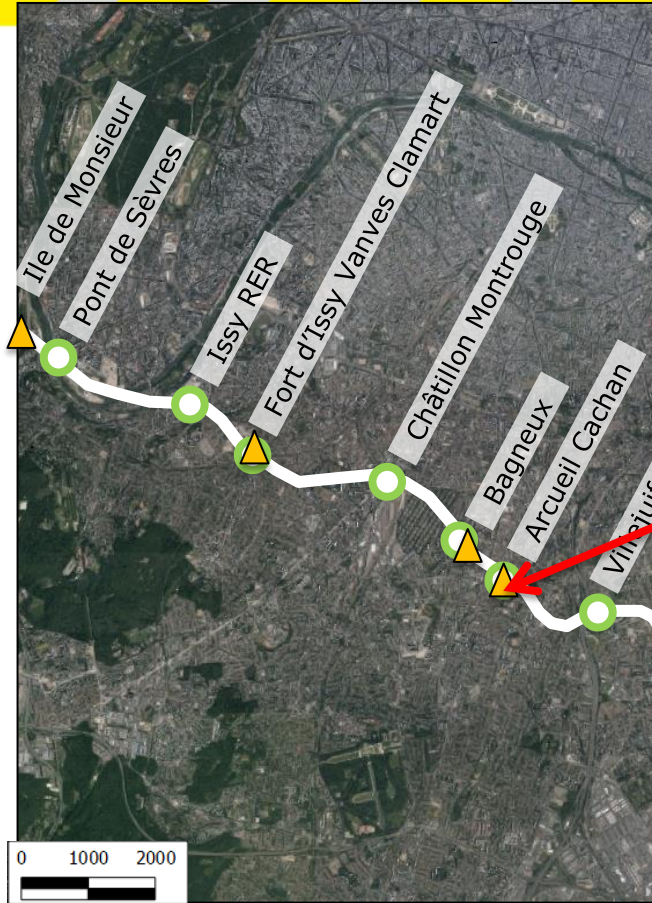 Ile de Monsieur
Pont de Sèvres
Issy RER
Fort d'Issy Vanves Clamart
Châtillon Montrouge
Bagneux
Arcueil Cachan
0 1000 2000